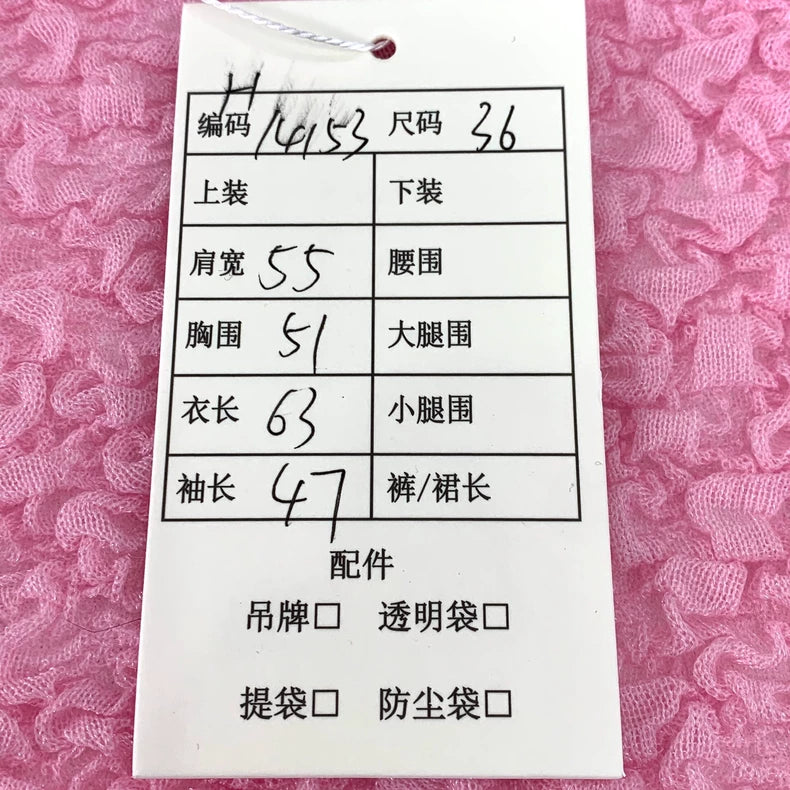 H
编码 14153 尺码 36
上装 下装
肩宽 55 腰围
胸围 51 大腿围
衣长 63 小腿围
袖长 47 裤/裙长
配件
吊牌□ 透明袋□
提袋□ 防尘袋□